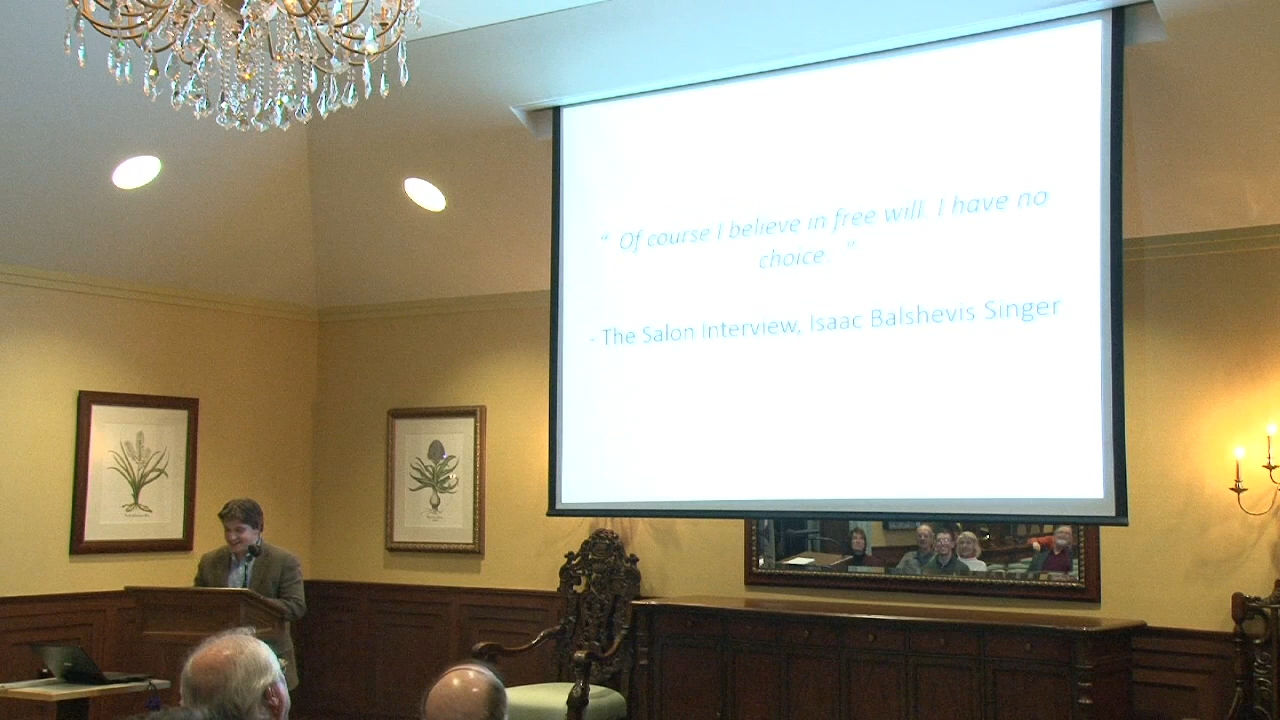 “ Of course I believe in free will. I have no
choice. ”
- The Salon Interview, Isaac Balshevis Singer